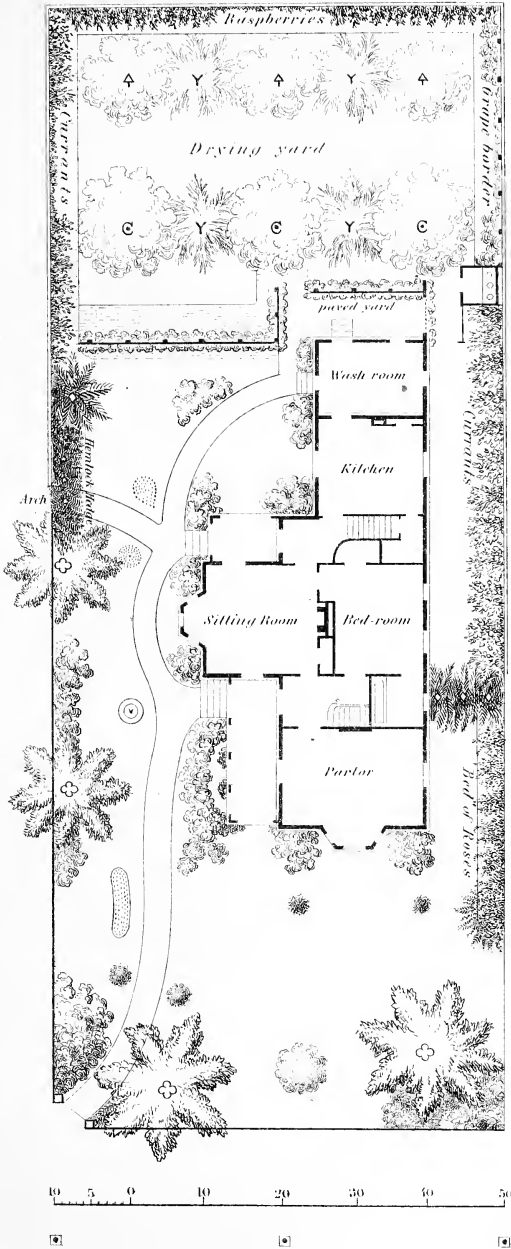 Raspberries
Currants
Grape border
Drying yard
paved yard
Wash room
Currants
Hemlock Hedge
Kitchen
Arch
Sitting Room
Bed-room
Parlor
Bed of Roses
10 5 0 10 20 30 40 50